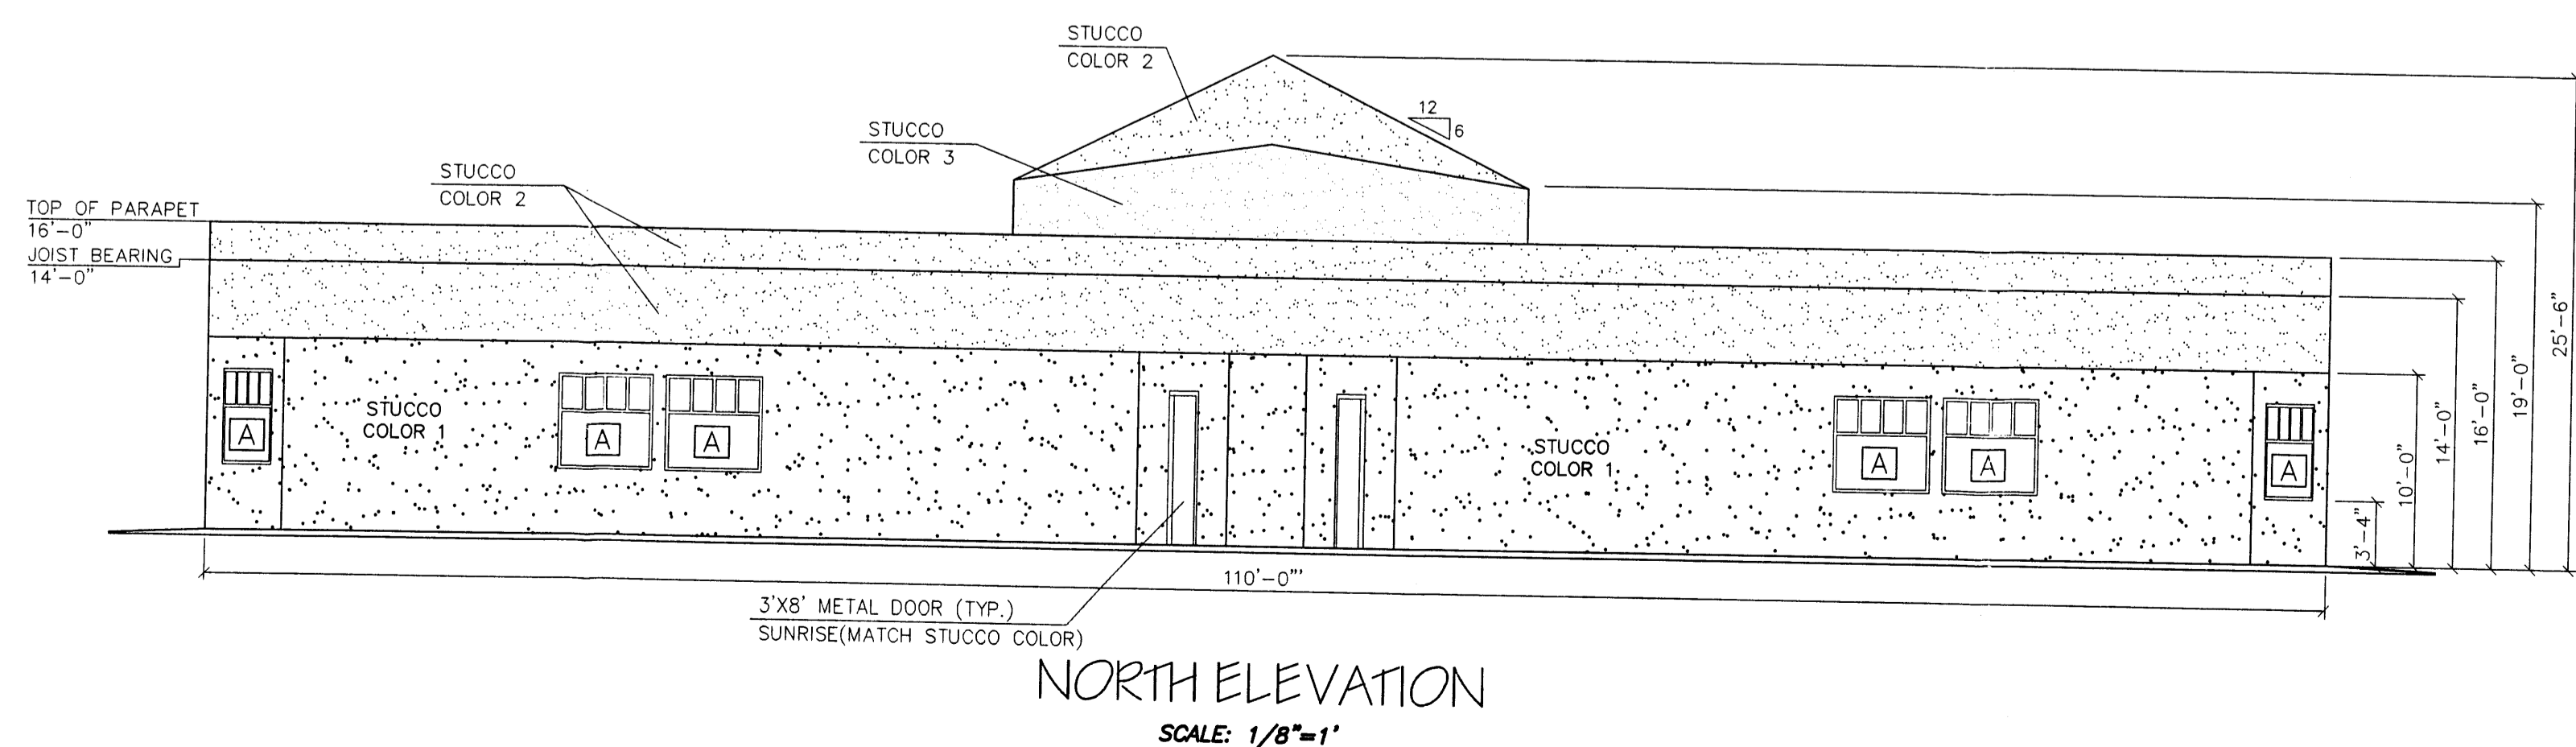 STUCCO
COLOR 2
12
6
STUCCO
COLOR 3
STUCCO
COLOR 2
TOP OF PARAPET
16'-0"
JOIST BEARING
14'-0"
STUCCO
COLOR 1
A
A
A
STUCCO
COLOR 1
A
A
A
3'-4"
10'-0"
14'-0"
16'-0"
19'-0"
25'-6"
110'-0"'
3'X8' METAL DOOR (TYP.)
SUNRISE(MATCH STUCCO COLOR)
NORTH ELEVATION
SCALE: 1/8"=1'